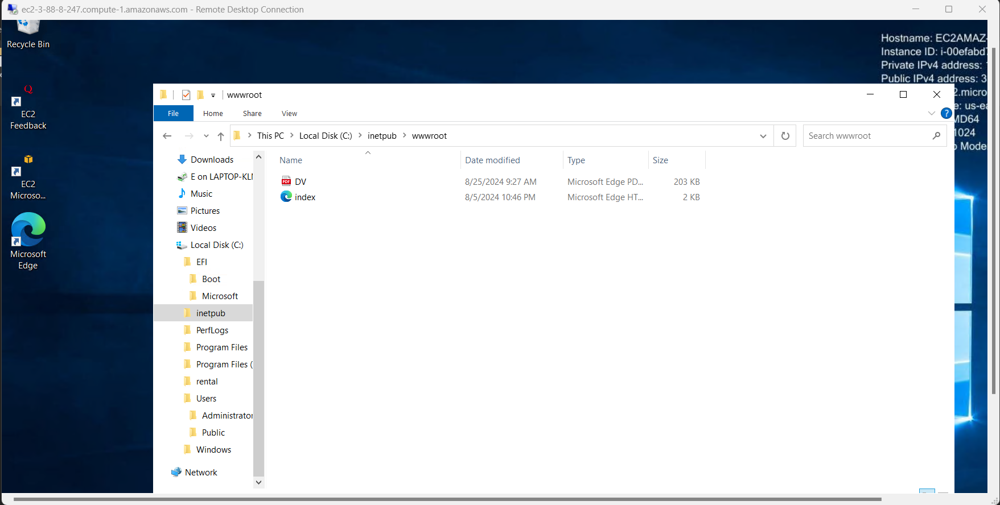 ec2-3-88-8-247.compute-1.amazonaws.com - Remote Desktop Connection
Recycle Bin
Hostname: EC2AMAZ-
Instance ID: i-00efabd7
Private IPv4 address:
Public IPv4 address: 3
2.micro
e: us-ea
MD64
1024
o Mode
EC2
Feedback
EC2
Microso...
Microsoft
Edge
wwwroot
File
Home
Share
View
This PC
Local Disk (C:)
inetpub
wwwroot
Search wwwroot
Downloads
E on LAPTOP-KL
Music
Pictures
Videos
Local Disk (C:)
EFI
Boot
Microsoft
inetpub
PerfLogs
Program Files
Program Files (
rental
Users
Administrator
Public
Windows
Network
Name Date modified Type Size
PDF DV 8/25/2024 9:27 AM Microsoft Edge PD... 203 KB
index 8/5/2024 10:46 PM Microsoft Edge HT... 2 KB